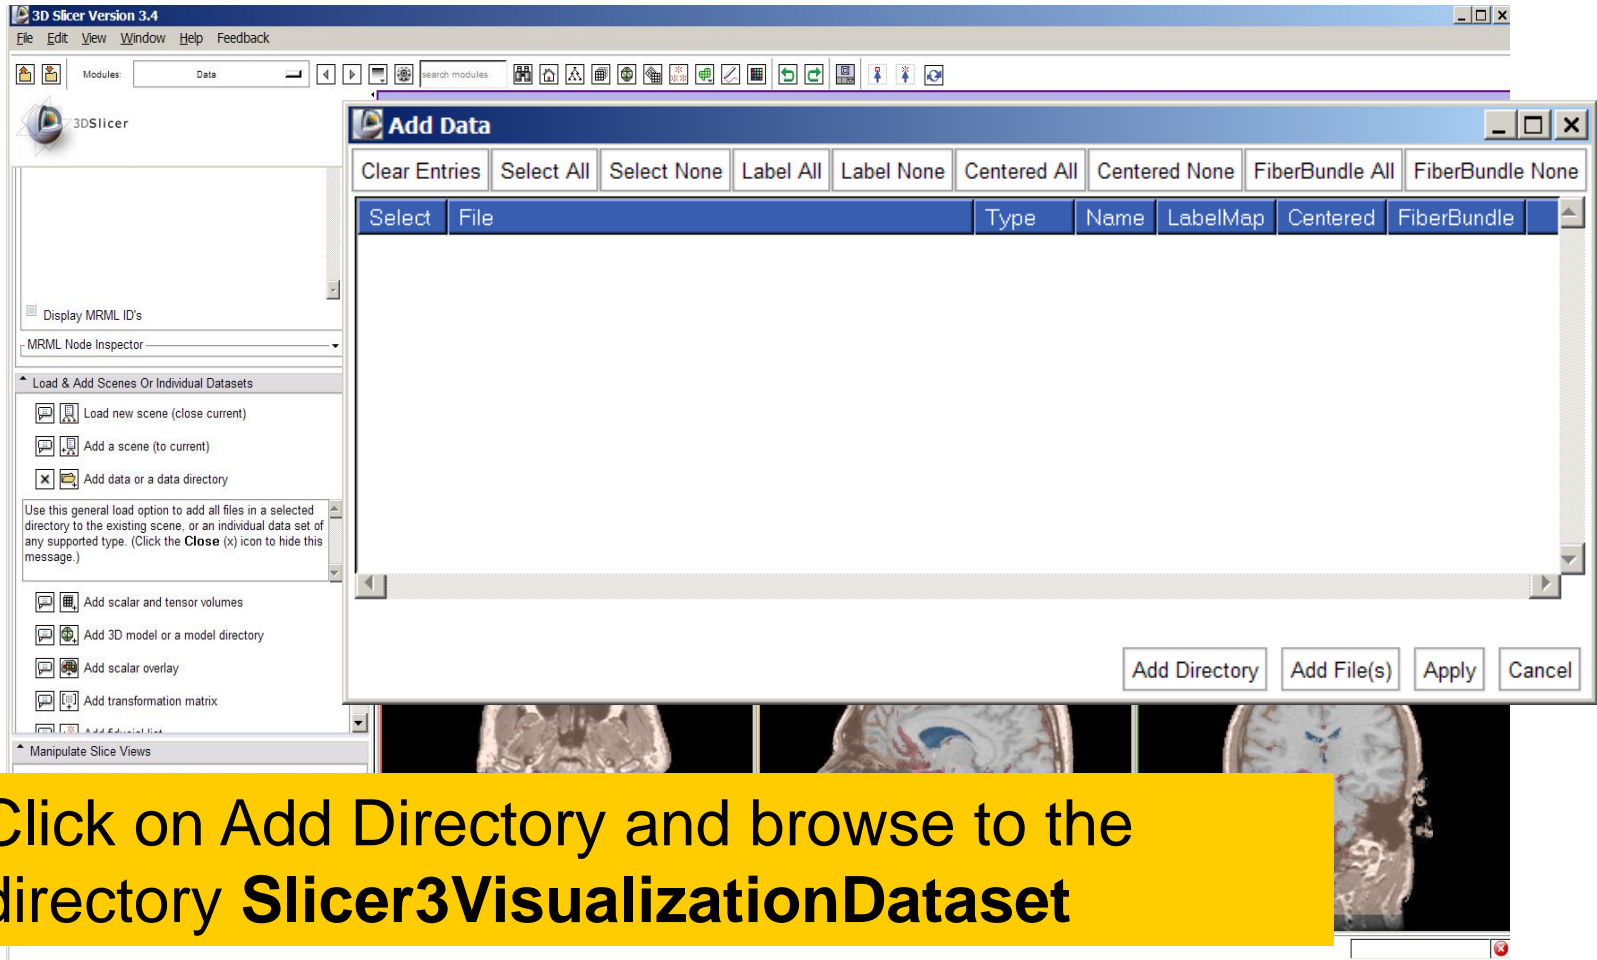 3D Slicer Version 3.4
File Edit View Window Help Feedback
Modules: Data search modules
3DSlicer
Add Data
Clear Entries Select All Select None Label All Label None Centered All Centered None FiberBundle All FiberBundle None
Select File Type Name LabelMap Centered FiberBundle
Display MRML ID's
MRML Node Inspector
Load & Add Scenes Or Individual Datasets
Load new scene (close current)
Add a scene (to current)
Add data or a data directory
Use this general load option to add all files in a selected
directory to the existing scene, or an individual data set of
any supported type. (Click the Close (x) icon to hide this
message.)
Add scalar and tensor volumes
Add 3D model or a model directory
Add scalar overlay
Add transformation matrix
Add fiducial list
Add Directory Add File(s) Apply Cancel
Manipulate Slice Views
Click on Add Directory and browse to the
directory Slicer3VisualizationDataset